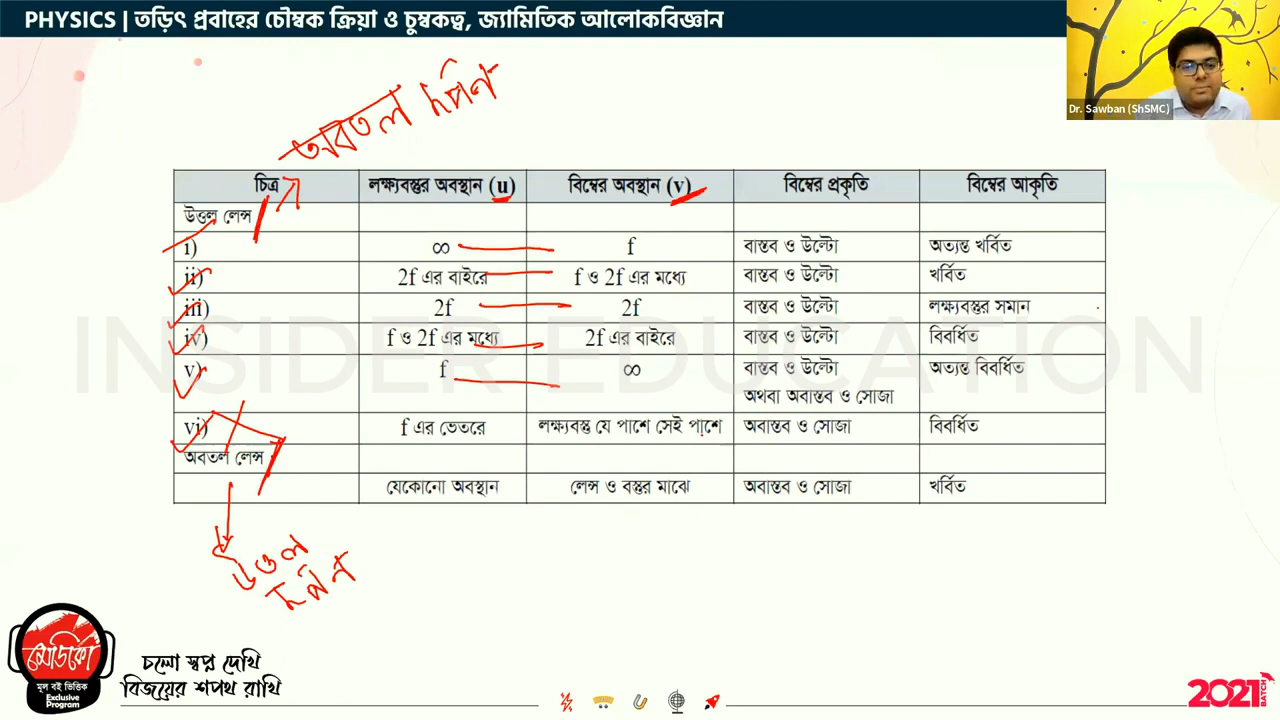 PHYSICS | তড়িৎ প্রবাহের চৌম্বক ক্রিয়া ও চুম্বকত্ব, জ্যামিতিক আলোকবিজ্ঞান
Dr. Sawban (ShSMC)
অবতল দর্পণ
চিত্র লক্ষ্যবস্তুর অবস্থান (u) বিম্বের অবস্থান (v) বিম্বের প্রকৃতি বিম্বের আকৃতি
উত্তল লেন্স
i) ∞ f বাস্তব ও উল্টো অত্যন্ত খর্বিত
ii) 2f এর বাইরে f ও 2f এর মধ্যে বাস্তব ও উল্টো খর্বিত
iii) 2f 2f বাস্তব ও উল্টো লক্ষ্যবস্তুর সমান
iv) f ও 2f এর মধ্যে 2f এর বাইরে বাস্তব ও উল্টো বিবর্ধিত
v) f ∞ বাস্তব ও উল্টো অত্যন্ত বিবর্ধিত
অথবা অবাস্তব ও সোজা
vi) f এর ভেতরে লক্ষ্যবস্তু যে পাশে সেই পাশে অবাস্তব ও সোজা বিবর্ধিত
অবতল লেন্স
যেকোনো অবস্থান লেন্স ও বস্তুর মাঝে অবাস্তব ও সোজা খর্বিত
INSIDER EDUCATION
উত্তল
দর্পণ
মেডিকো
মূল বই ভিত্তিক
Exclusive
Program
চলো স্বপ্ন দেখি
বিজয়ের শপথ রাখি
2021 BATCH